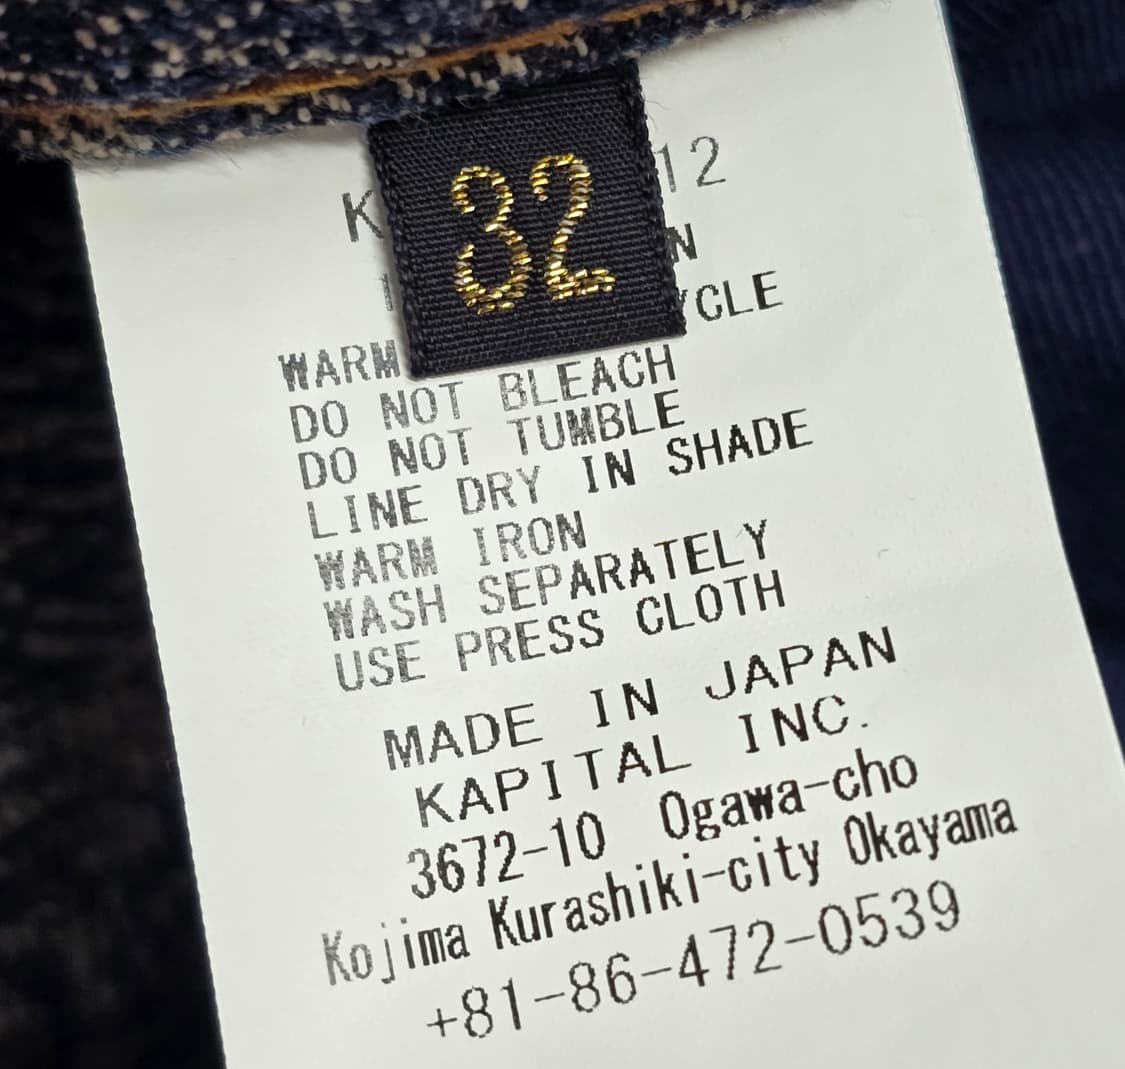 32
12
WARM
DO NOT BLEACH
DO NOT TUMBLE
LINE DRY IN SHADE
WARM IRON
WASH SEPARATELY
USE PRESS CLOTH
MADE IN JAPAN
KAPITAL INC.
3672-10 Ogawa-cho
Kojima Kurashiki-city Okayama
+81-86-472-0539